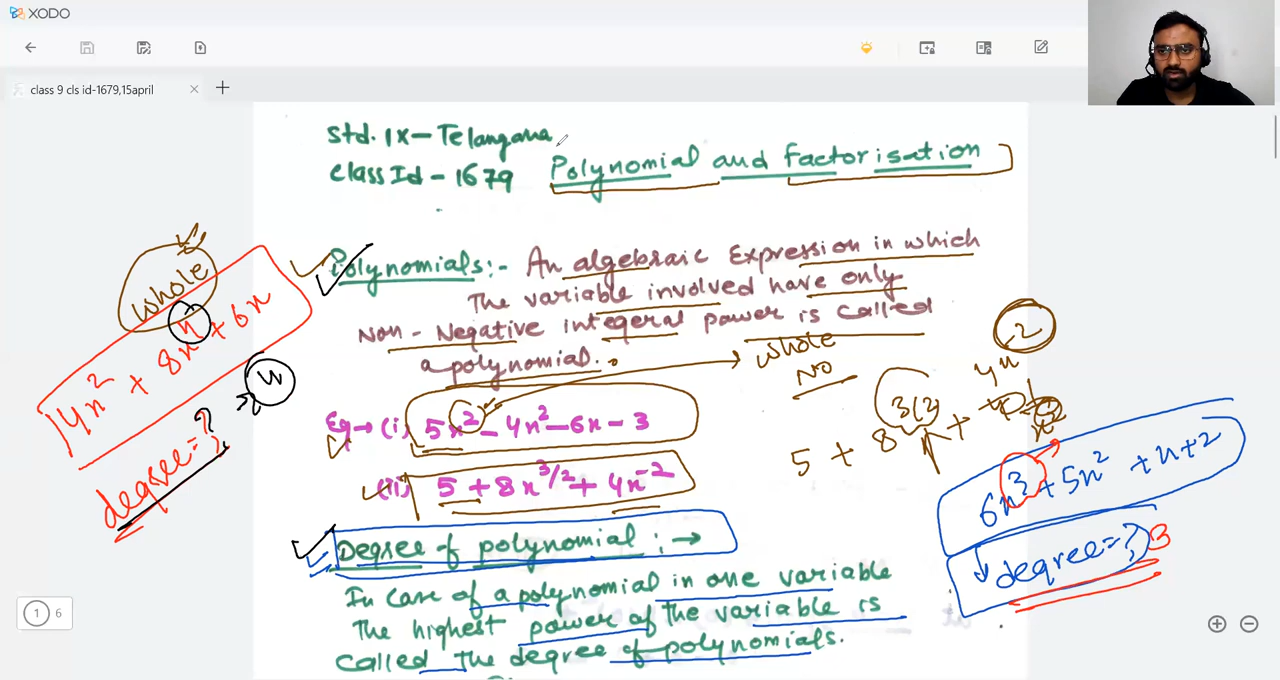 XODO
class 9 cls id-1679,15april
Std. IX - Telangana
Class Id - 1679 Polynomial and factorisation
Polynomials :- An algebraic Expression in which
The variable involved have only
Non - Negative integeral power is called
a polynomial.
whole
No
Eg → (i) 5x² - 4x² - 6x - 3
(ii) 5 + 8x^3/2 + 4x^-2
Degree of polynomial : →
In case of a polynomial in one variable
The highest power of the variable is
called the degree of polynomials.
whole
4x² + 8x + 6x
degree = ?
4
5 + 8
6x³ + 5x² + x + 2
degree = ? 3
1 6